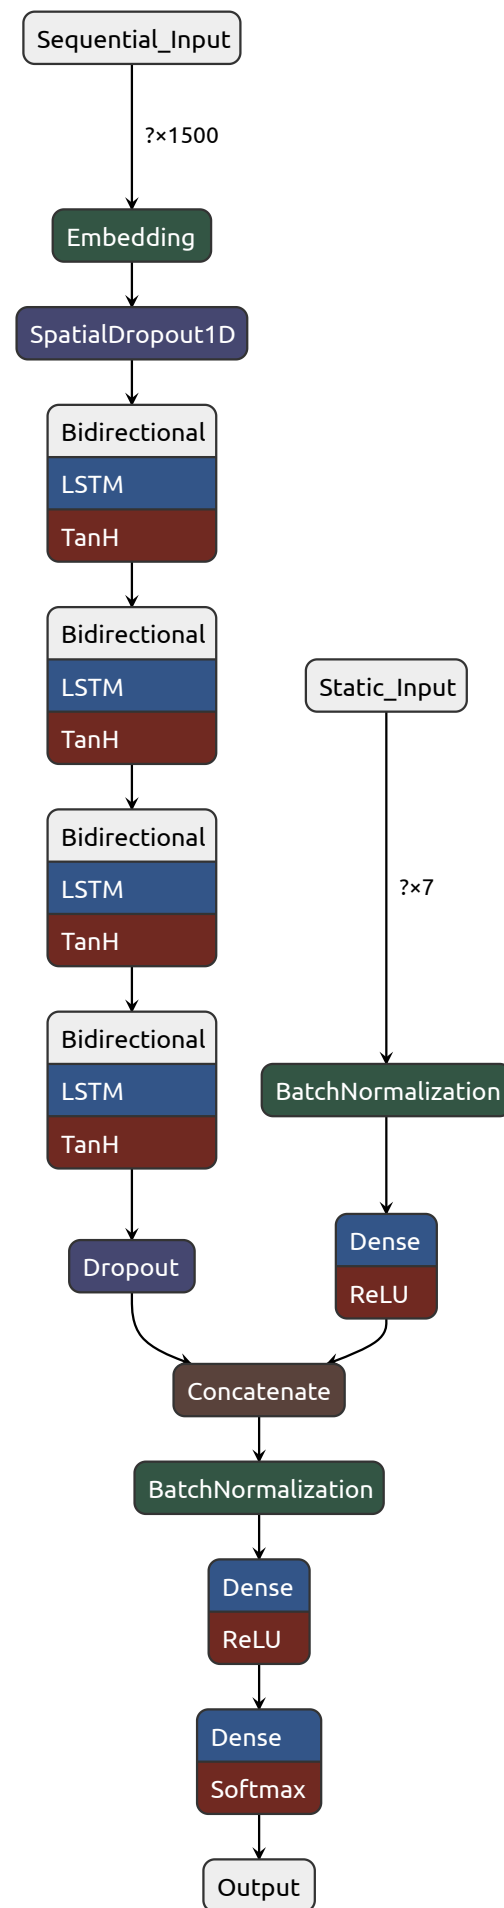 Sequential_Input
?×1500
Embedding
SpatialDropout1D
Bidirectional
LSTM
TanH
Bidirectional
LSTM
TanH
Bidirectional
LSTM
TanH
Bidirectional
LSTM
TanH
Dropout
Static_Input
?×7
BatchNormalization
Dense
ReLU
Concatenate
BatchNormalization
Dense
ReLU
Dense
Softmax
Output